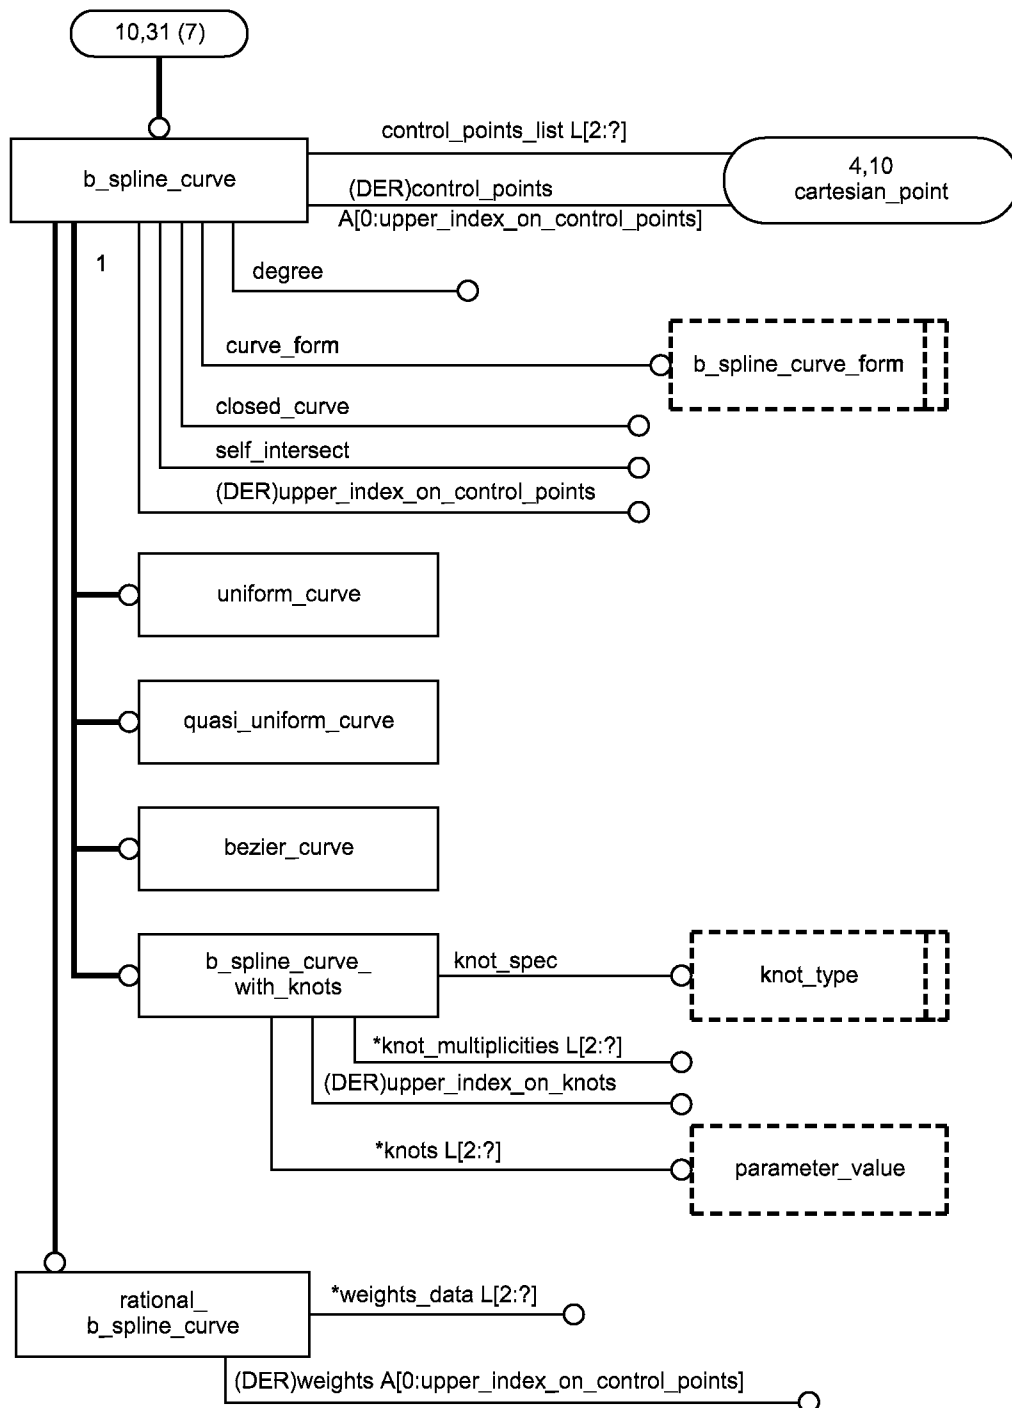 10,31 (7)
control_points_list L[2:?]
b_spline_curve
4,10
cartesian_point
(DER)control_points
A[0:upper_index_on_control_points]
1
degree
curve_form
b_spline_curve_form
closed_curve
self_intersect
(DER)upper_index_on_control_points
uniform_curve
quasi_uniform_curve
bezier_curve
b_spline_curve_
with_knots
knot_spec
knot_type
*knot_multiplicities L[2:?]
(DER)upper_index_on_knots
*knots L[2:?]
parameter_value
rational_
b_spline_curve
*weights_data L[2:?]
(DER)weights A[0:upper_index_on_control_points]